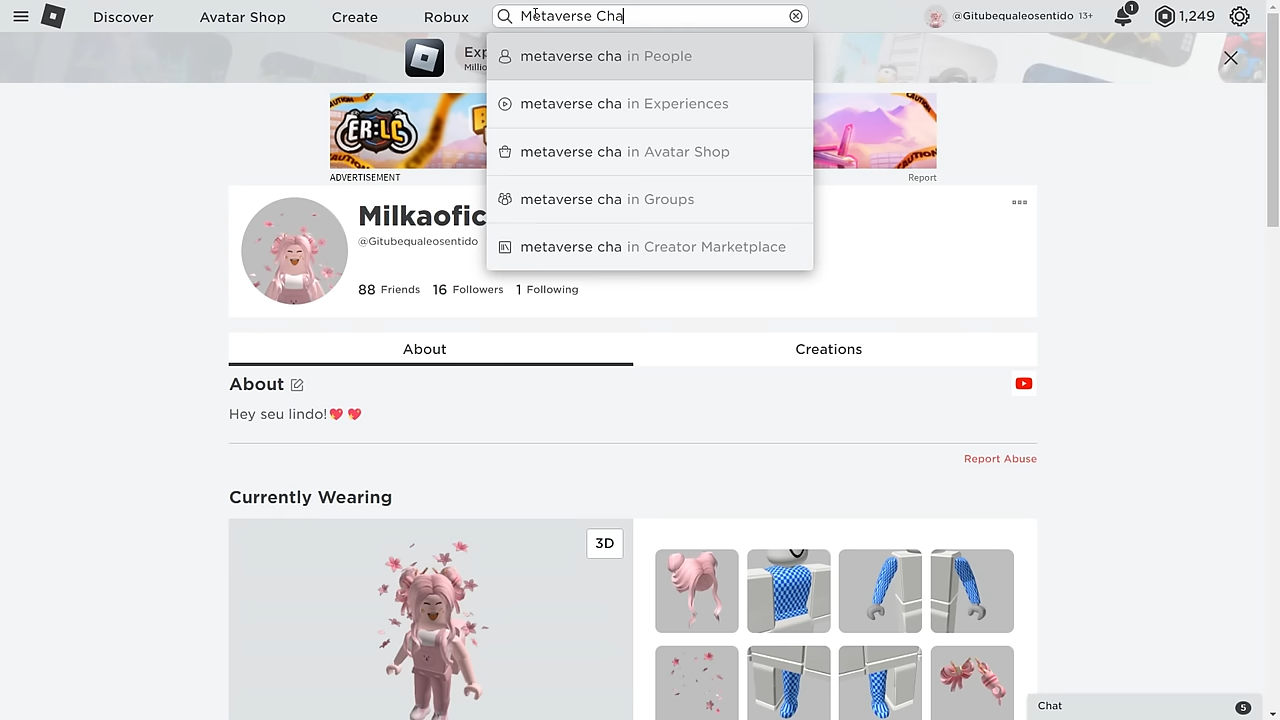 Discover
Avatar Shop
Create
Robux
Metaverse Cha
@Gitubequaleosentido 13+
1
1,249
Exp
Milli
metaverse cha in People
metaverse cha in Experiences
metaverse cha in Avatar Shop
metaverse cha in Groups
metaverse cha in Creator Marketplace
CAUTION
ER:LC
ADVERTISEMENT
Report
Milkaofic
@Gitubequaleosentido
88 Friends 16 Followers 1 Following
About
Creations
About
Hey seu lindo!💖 💖
Report Abuse
Currently Wearing
3D
Chat
5